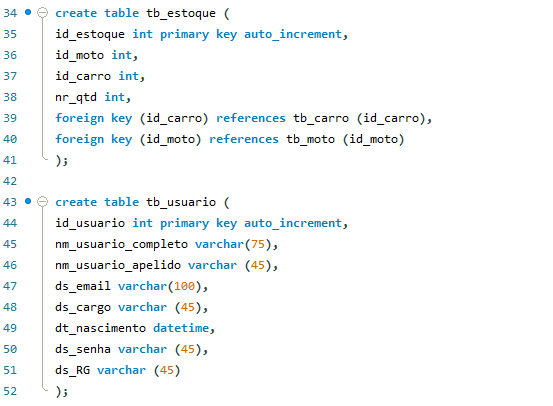 34 create table tb_estoque (
35 id_estoque int primary key auto_increment,
36 id_moto int,
37 id_carro int,
38 nr_qtd int,
39 foreign key (id_carro) references tb_carro (id_carro),
40 foreign key (id_moto) references tb_moto (id_moto)
41 );
42
43 create table tb_usuario (
44 id_usuario int primary key auto_increment,
45 nm_usuario_completo varchar(75),
46 nm_usuario_apelido varchar (45),
47 ds_email varchar(100),
48 ds_cargo varchar (45),
49 dt_nascimento datetime,
50 ds_senha varchar (45),
51 ds_RG varchar (45)
52 );